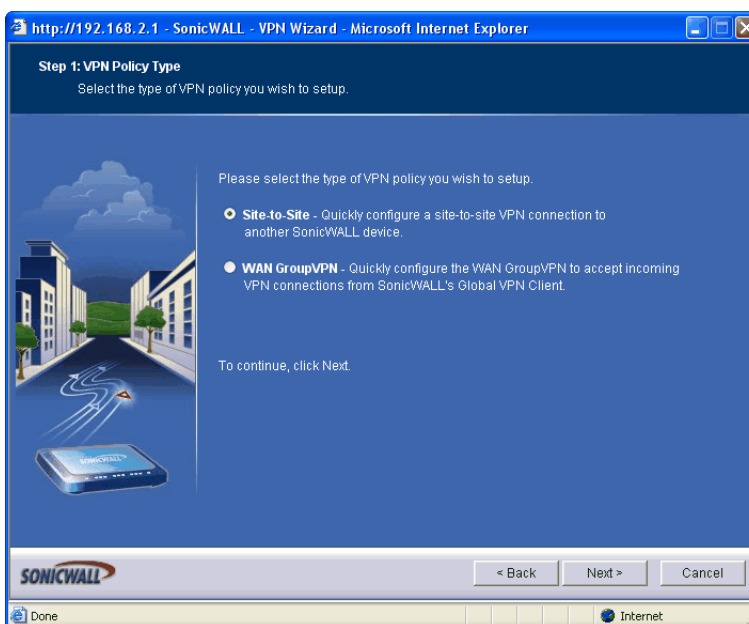 http://192.168.2.1 - SonicWALL - VPN Wizard - Microsoft Internet Explorer
Step 1: VPN Policy Type
Select the type of VPN policy you wish to setup.
Please select the type of VPN policy you wish to setup.
Site-to-Site - Quickly configure a site-to-site VPN connection to
another SonicWALL device.
WAN GroupVPN - Quickly configure the WAN GroupVPN to accept incoming
VPN connections from SonicWALL's Global VPN Client.
To continue, click Next.
SONICWALL
SONICWALL
< Back Next > Cancel
Done Internet